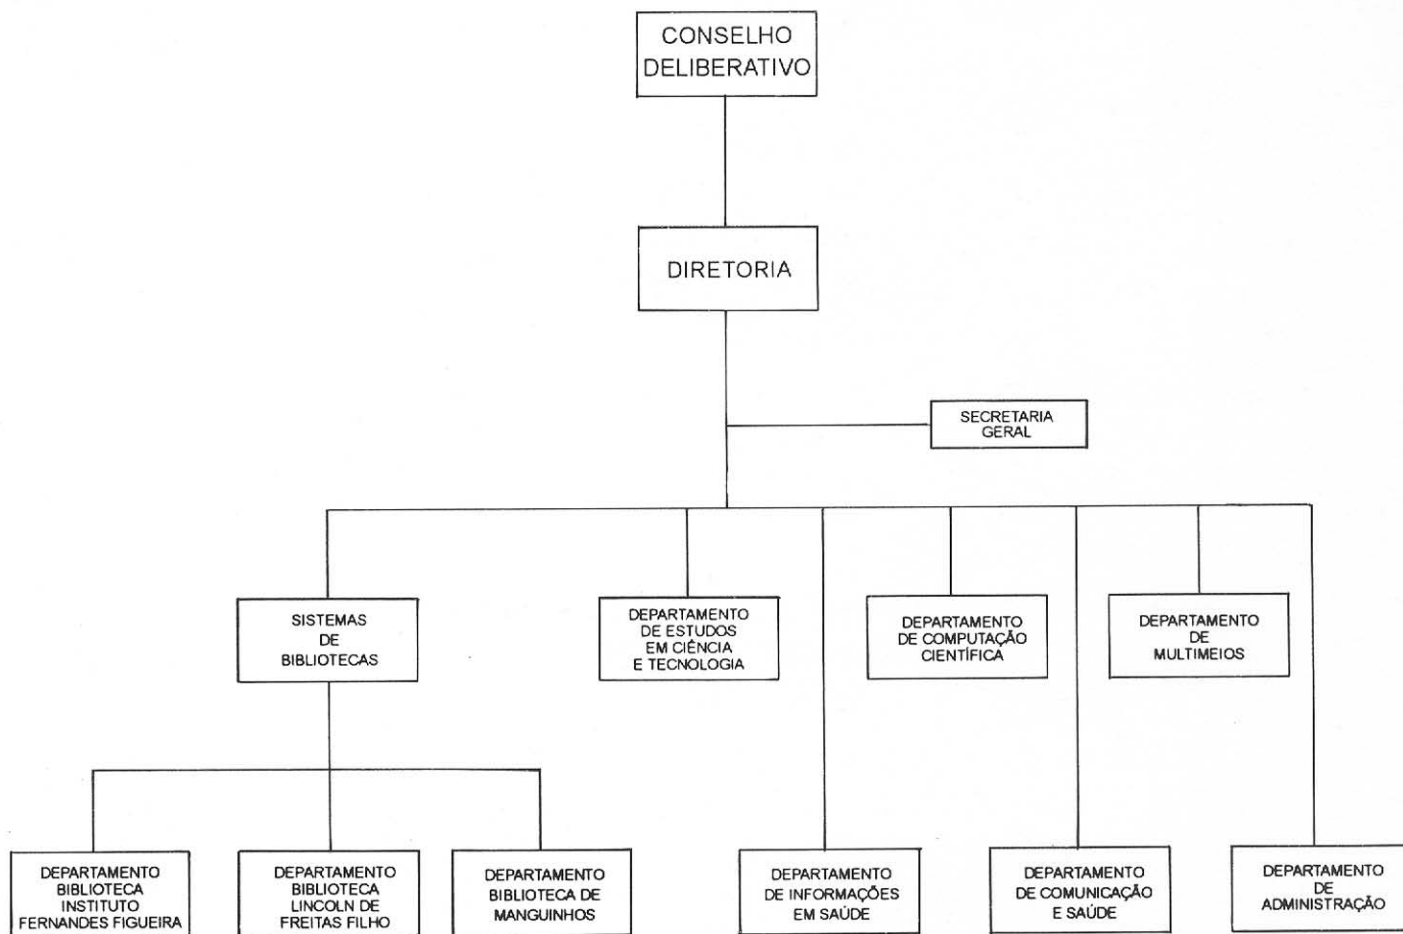 CONSELHO
DELIBERATIVO
DIRETORIA
SECRETARIA
GERAL
SISTEMAS
DE
BIBLIOTECAS
DEPARTAMENTO
DE ESTUDOS
EM CIÊNCIA
E TECNOLOGIA
DEPARTAMENTO
DE COMPUTAÇÃO
CIENTÍFICA
DEPARTAMENTO
DE
MULTIMEIOS
DEPARTAMENTO
BIBLIOTECA
INSTITUTO
FERNANDES FIGUEIRA
DEPARTAMENTO
BIBLIOTECA
LINCOLN DE
FREITAS FILHO
DEPARTAMENTO
BIBLIOTECA DE
MANGUINHOS
DEPARTAMENTO
DE INFORMAÇÕES
EM SAÚDE
DEPARTAMENTO
DE COMUNICAÇÃO
E SAÚDE
DEPARTAMENTO
DE
ADMINISTRAÇÃO